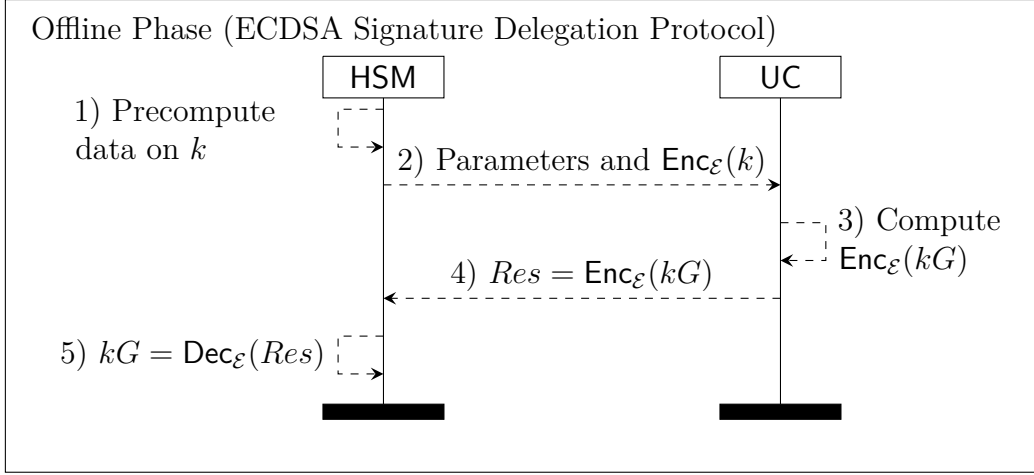 Offline Phase (ECDSA Signature Delegation Protocol)
HSM
UC
1) Precompute
data on k
2) Parameters and Enc_ℰ(k)
3) Compute
Enc_ℰ(kG)
4) Res = Enc_ℰ(kG)
5) kG = Dec_ℰ(Res)